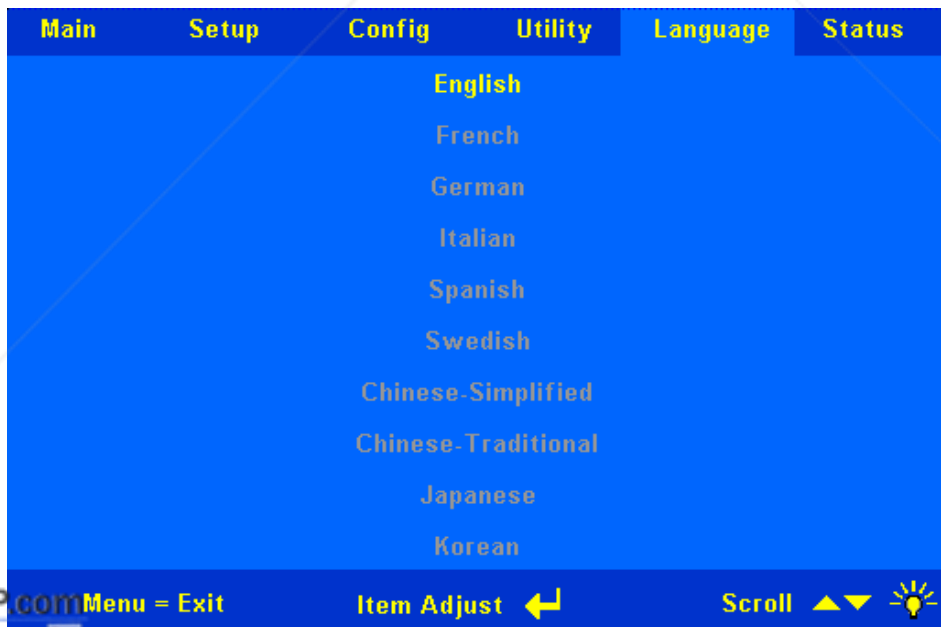 Main Setup Config Utility Language Status
English
French
German
Italian
Spanish
Swedish
Chinese-Simplified
Chinese-Traditional
Japanese
Korean
.com Menu = Exit Item Adjust Scroll